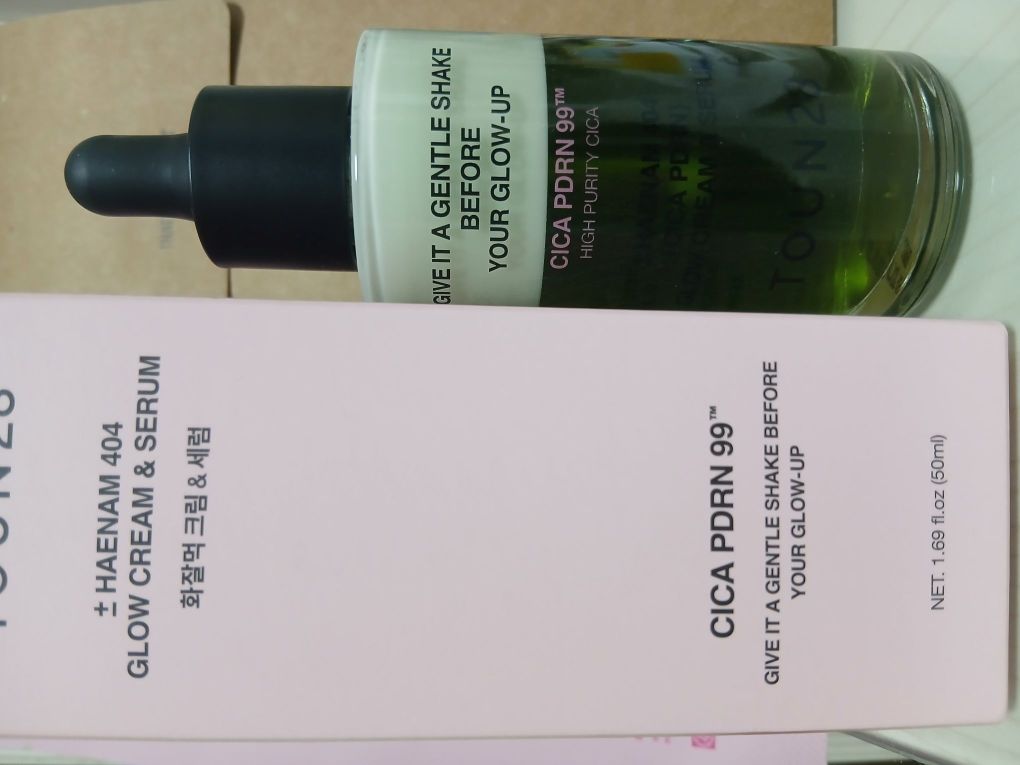 GIVE IT A GENTLE SHAKE
BEFORE
YOUR GLOW-UP
CICA PDRN 99™
HIGH PURITY CICA
TOUN28
± HAENAM 404
GLOW CREAM & SERUM
화잘먹 크림 & 세럼
CICA PDRN 99™
GIVE IT A GENTLE SHAKE BEFORE
YOUR GLOW-UP
NET. 1.69 fl.oz (50ml)